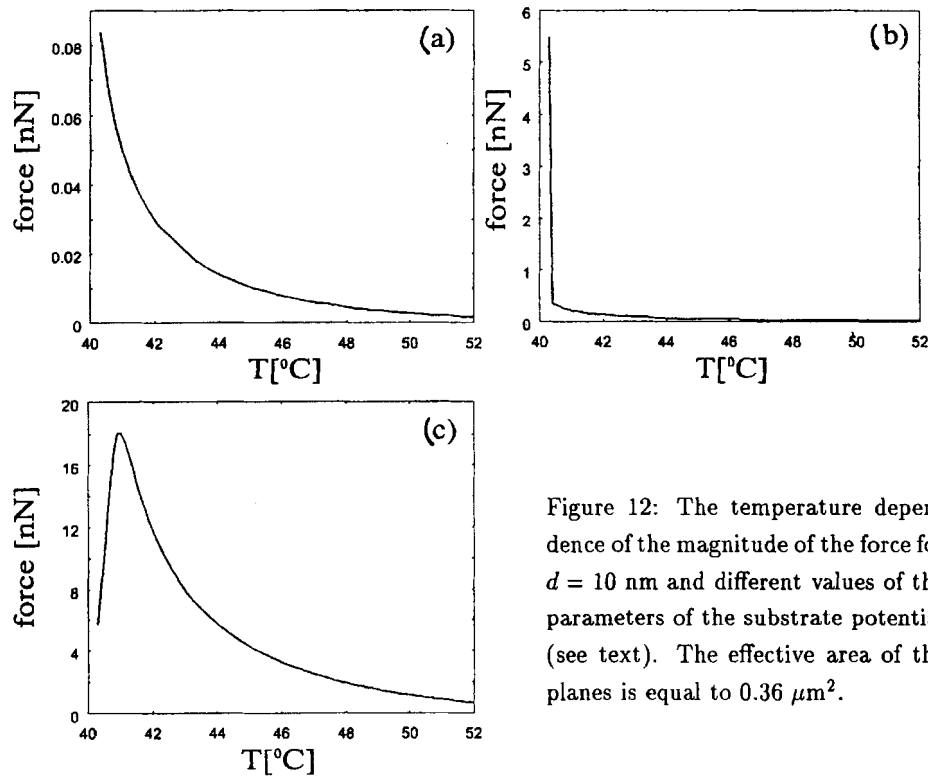 (a)
force [nN]
0.08
0.06
0.04
0.02
0
40 42 44 46 48 50 52
T[°C]
(b)
force [nN]
6
5
4
3
2
1
0
40 42 44 46 48 50 52
T[°C]
(c)
force [nN]
20
16
12
8
4
0
40 42 44 46 48 50 52
T[°C]
Figure 12: The temperature depen
dence of the magnitude of the force fo
d = 10 nm and different values of th
parameters of the substrate potentia
(see text). The effective area of th
planes is equal to 0.36 μm².